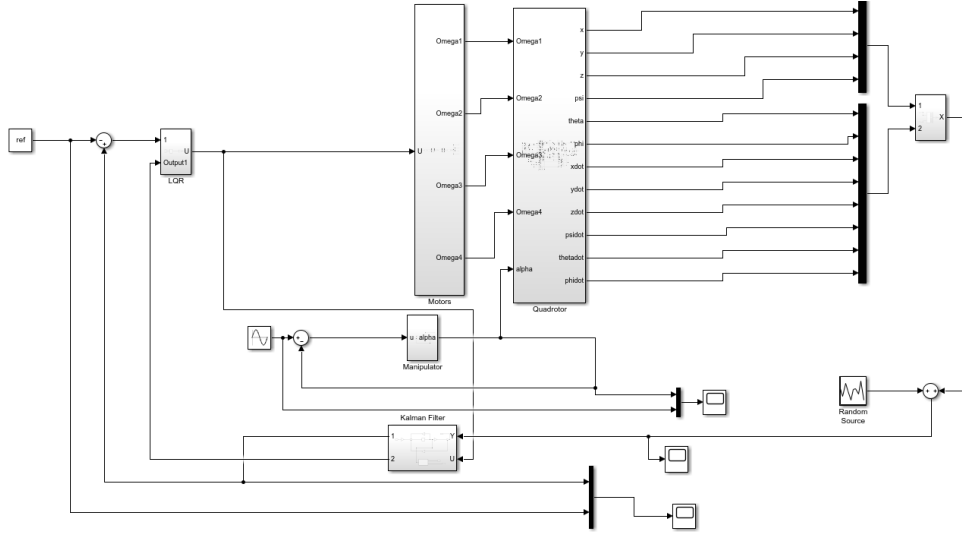 ref
1
Output1
U
LQR
U
Omega1
Omega2
Omega3
Omega4
Motors
Omega1
Omega2
Omega3
Omega4
alpha
x
y
z
psi
theta
phi
xdot
ydot
zdot
psidot
thetadot
phidot
Quadrotor
1
2
X
u
alpha
Manipulator
Random
Source
Kalman Filter
1
2
Y
U